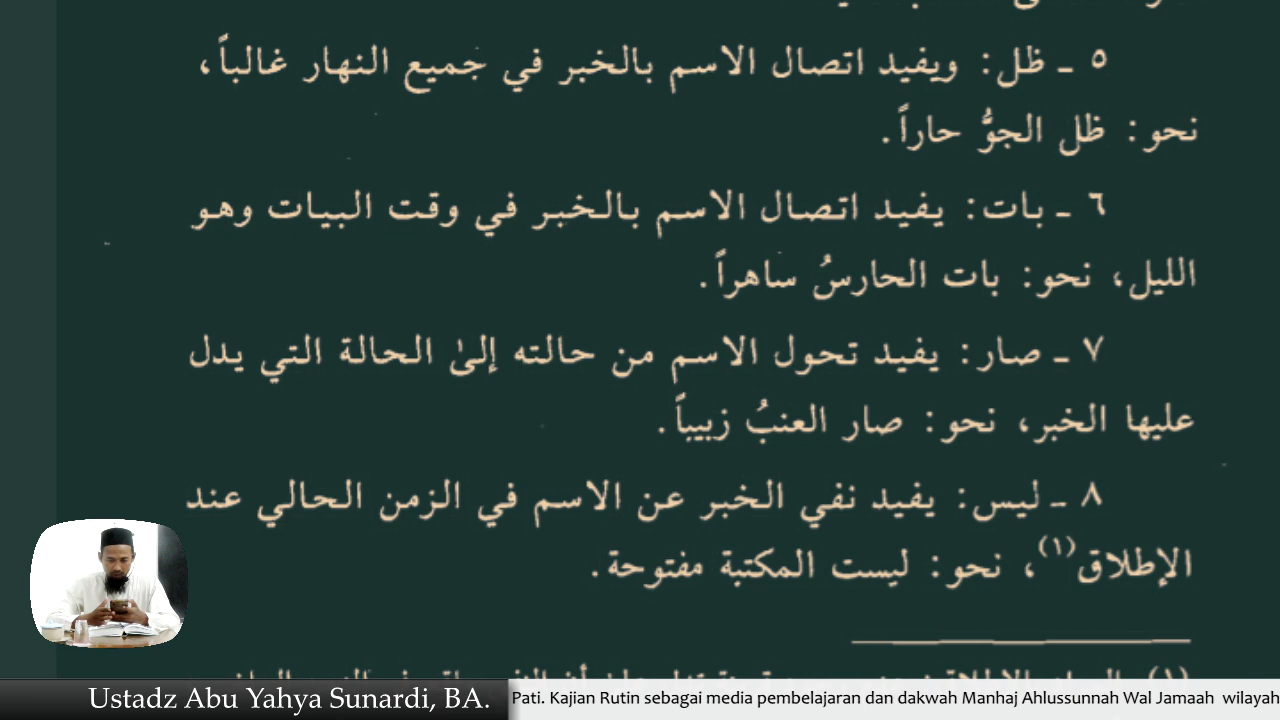 ٥ ـ ظل: ويفيد اتصال الاسم بالخبر في جميع النهار غالباً،
نحو: ظل الجوُّ حاراً.
٦ ـ بات: يفيد اتصال الاسم بالخبر في وقت البيات وهو
الليل، نحو: بات الحارسُ ساهراً.
٧ ـ صار: يفيد تحول الاسم من حالته إلىٰ الحالة التي يدل
عليها الخبر، نحو: صار العنبُ زبيباً.
٨ ـ ليس: يفيد نفي الخبر عن الاسم في الزمن الحالي عند
الإطلاق(١)، نحو: ليست المكتبة مفتوحة.
Ustadz Abu Yahya Sunardi, BA.
Pati. Kajian Rutin sebagai media pembelajaran dan dakwah Manhaj Ahlussunnah Wal Jamaah wilayah